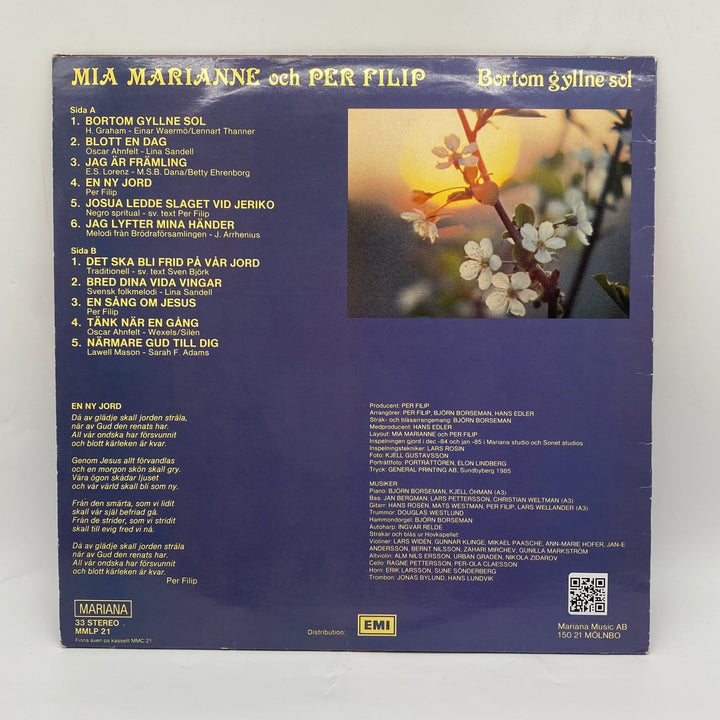 MIA MARIANNE och PER FILIP
Bortom gyllne sol
Sida A
1. BORTOM GYLLNE SOL
H. Graham - Einar Waermö/Lennart Thanner
2. BLOTT EN DAG
Oscar Ahnfelt - Lina Sandell
3. JAG ÄR FRÄMLING
E.S. Lorenz - M.S.B. Dana/Betty Ehrenborg
4. EN NY JORD
Per Filip
5. JOSUA LEDDE SLAGET VID JERIKO
Negro spritual - sv. text Per Filip
6. JAG LYFTER MINA HÄNDER
Melodi från Brödraförsamlingen - J. Arrhenius
Sida B
1. DET SKA BLI FRID PÅ VÅR JORD
Traditionell - sv. text Sven Björk
2. BRED DINA VIDA VINGAR
Svensk folkmelodi - Lina Sandell
3. EN SÅNG OM JESUS
Per Filip
4. TÄNK NÄR EN GÅNG
Oscar Ahnfelt - Wexels/Silén
5. NÄRMARE GUD TILL DIG
Lawell Mason - Sarah F. Adams
EN NY JORD
Då av glädje skall jorden stråla,
när av Gud den renats har.
All vår ondska har försvunnit
och blott kärleken är kvar.
Genom Jesus allt förvandlas
och en morgon skön skall gry.
Våra ögon skådar ljuset
och vår värld skall bli som ny.
Från den smärta, som vi lidit
skall vår själ befriad gå.
Från de strider, som vi stridit
skall till evig fred vi nå.
Då av glädje skall jorden stråla
när av Gud den renats har.
All vår ondska har försvunnit
och blott kärleken är kvar.
Per Filip
Producent: PER FILIP
Arrangörer: PER FILIP, BJÖRN BORSEMAN, HANS EDLER
Stråk- och blåsarrangemang: BJÖRN BORSEMAN
Medproducent: HANS EDLER
Layout: MIA MARIANNE och PER FILIP
Inspelningen gjord i dec -84 och jan -85 i Mariana studio och Sonet studios
Inspelningstekniker: LARS ROSIN
Foto: KJELL GUSTAVSSON
Porträttfoto: PORTRÄTTÖREN, ELON LINDBERG
Tryck: GENERAL PRINTING AB, Sundbyberg 1985
MUSIKER:
Piano: BJÖRN BORSEMAN, KJELL ÖHMAN (A3)
Bas: JAN BERGMAN, LARS PETTERSSON, CHRISTIAN WELTMAN (A3)
Gitarr: HANS ROSEN, MATS WESTMAN, PER FILIP, LARS WELLANDER (A3)
Trummor: DOUGLAS WESTLUND
Hammondorgel: BJÖRN BORSEMAN
Autoharp: INGVAR RELDE
Stråkar och blås ur Hovkapellet:
Violiner: LARS WIDEN, GUNNAR KLINGE, MIKAEL PAASCHE, ANN-MARIE HOFER, JAN-E
ANDERSSON, BERNT NILSSON, ZAHARI MIRCHEV, GUNILLA MARKSTRÖM
Altviolin: ALM NILS ERSSON, URBAN GRADEN, NIKOLA ZIDAROV
Cello: RAGNE PETTERSSON, PER-OLA CLAESSON
Horn: ERIK LARSSON, SUNE SÖNDERBERG
Trombon: JONAS BYLUND, HANS LUNDVIK
MARIANA
33 STEREO
MMLP 21
Finns även på kassett MMC 21
Distribution:
EMI
Mariana Music AB
150 21 MÖLNBO